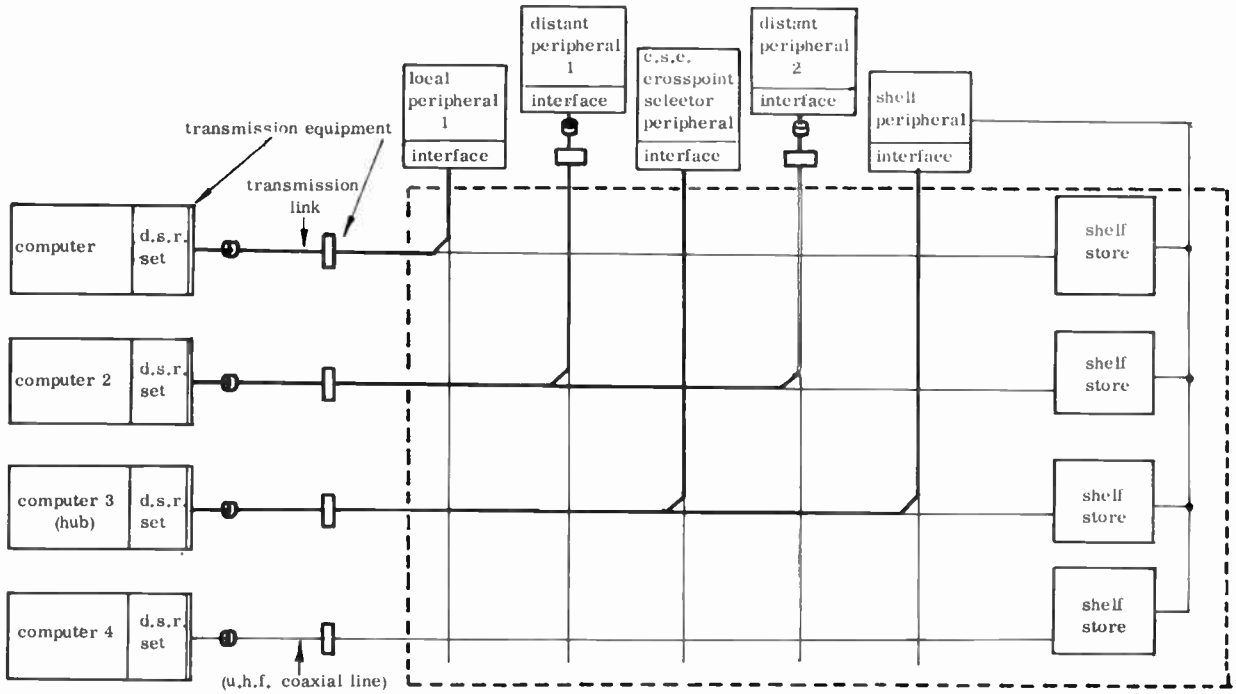 distant
peripheral
1
interface
distant
peripheral
2
interface
c.s.e.
crosspoint
selector
peripheral
interface
local
peripheral
1
interface
shelf
peripheral
interface
transmission equipment
transmission
link
computer
d.s.r.
set
shelf
store
computer 2
d.s.r.
set
shelf
store
computer 3
(hub)
d.s.r.
set
shelf
store
computer 4
d.s.r.
set
shelf
store
(u.h.f. coaxial line)